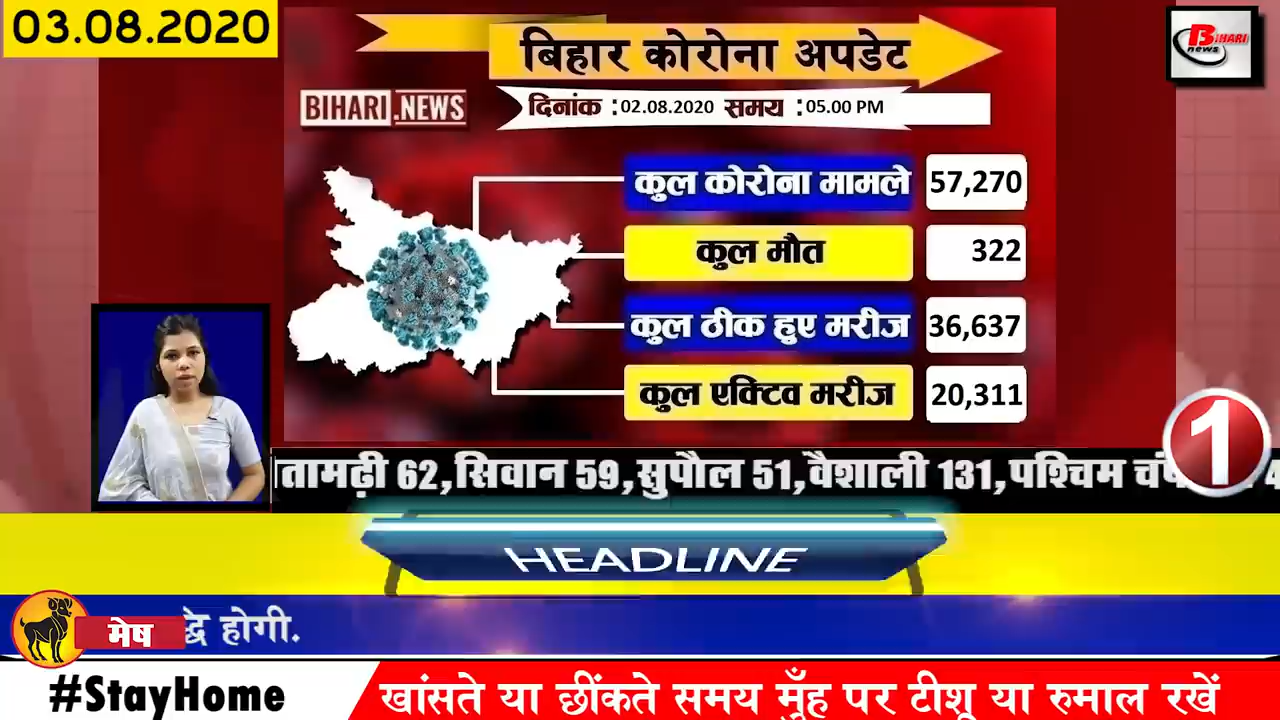 03.08.2020
बिहार कोरोना अपडेट
BIHARI NEWS
BIHARI.NEWS
दिनांक : 02.08.2020 समय : 05.00 PM
कुल कोरोना मामले 57,270
कुल मौत 322
कुल ठीक हुए मरीज 36,637
कुल एक्टिव मरीज 20,311
1
तामढ़ी 62,सिवान 59,सुपौल 51,वैशाली 131,पश्चिम
HEADLINE
मेष होगी.
#StayHome खांसते या छींकते समय मुँह पर टीशू या रुमाल रखें